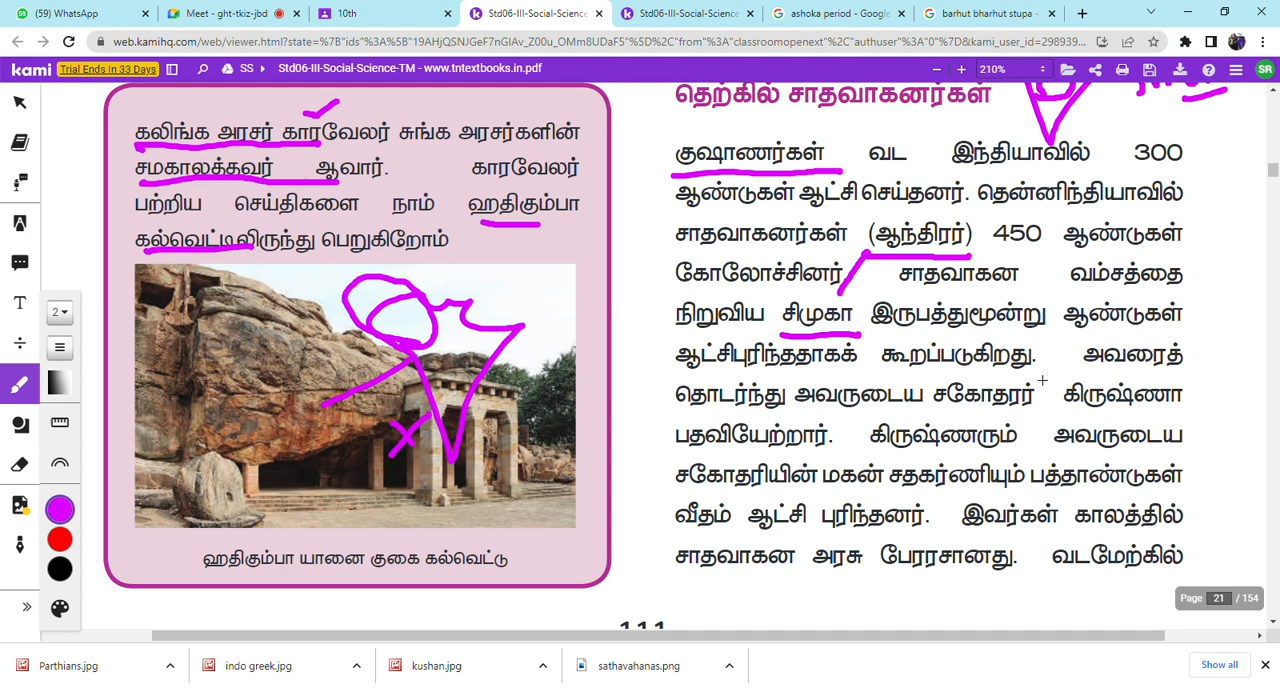 (59) WhatsApp
Meet - ght-tkiz-jbd
10th
Std06-III-Social-Science
Std06-III-Social-Science
ashoka period - Google
barhut bharhut stupa -
web.kamihq.com/web/viewer.html?state=%7B"ids"%3A%5B"19AHjQSNJGeF7nGIAv_Z00u_OMm8UDaF5"%5D%2C"from"%3A"classroomopennext"%2C"authuser"%3A"0"%7D&kami_user_id=298939...
kami Trial Ends In 33 Days SS Std06-III-Social-Science-TM - www.tntextbooks.in.pdf 210% SR
தெற்கில் சாதவாகனர்கள்
கலிங்க அரசர் காரவேலர் சுங்க அரசர்களின்
சமகாலத்தவர் ஆவார். காரவேலர்
பற்றிய செய்திகளை நாம் ஹதிகும்பா
கல்வெட்டிலிருந்து பெறுகிறோம்
ஹதிகும்பா யானை குகை கல்வெட்டு
குஷாணர்கள் வட இந்தியாவில் 300
ஆண்டுகள் ஆட்சி செய்தனர். தென்னிந்தியாவில்
சாதவாகனர்கள் (ஆந்திரர்) 450 ஆண்டுகள்
கோலோச்சினர் சாதவாகன வம்சத்தை
நிறுவிய சிமுகா இருபத்துமூன்று ஆண்டுகள்
ஆட்சிபுரிந்ததாகக் கூறப்படுகிறது. அவரைத்
தொடர்ந்து அவருடைய சகோதரர் கிருஷ்ணா
பதவியேற்றார். கிருஷ்ணரும் அவருடைய
சகோதரியின் மகன் சதகர்ணியும் பத்தாண்டுகள்
வீதம் ஆட்சி புரிந்தனர். இவர்கள் காலத்தில்
சாதவாகன அரசு பேரரசானது. வடமேற்கில்
2
T
Page 21 / 154
Parthians.jpg
indo greek.jpg
kushan.jpg
sathavahanas.png
Show all